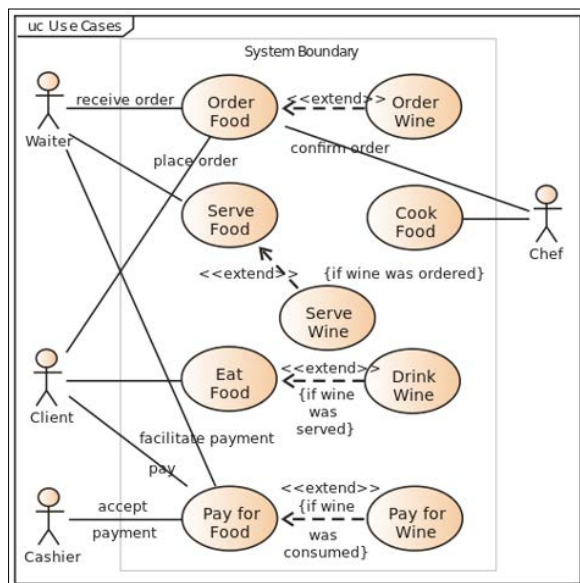 uc Use Cases
System Boundary
receive order
Order
Food
<<extend>>
Order
Wine
Waiter
place order
confirm order
Serve
Food
Cook
Food
Chef
<<extend>>
{if wine was ordered}
Serve
Wine
Client
Eat
Food
<<extend>>
{if wine
was
served}
Drink
Wine
facilitate payment
pay
Cashier
accept
payment
Pay for
Food
<<extend>>
{if wine
was
consumed}
Pay for
Wine